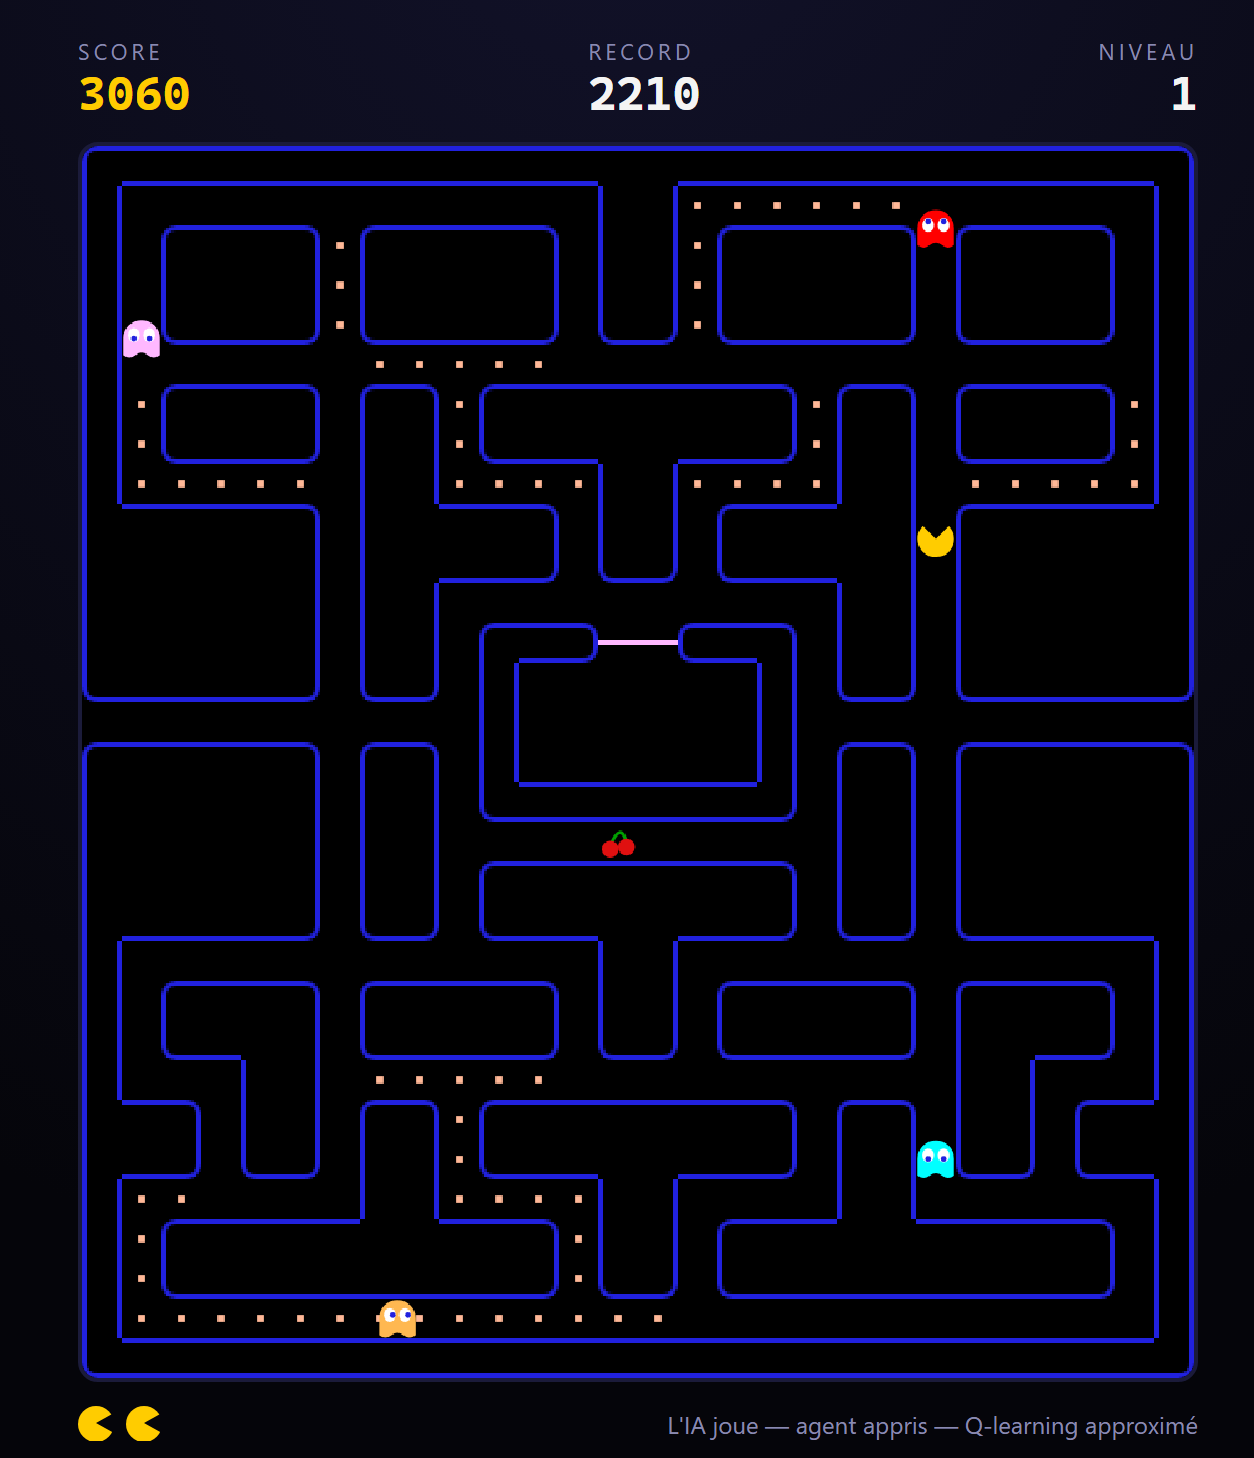 SCORE
RECORD
NIVEAU
3060
2210
1
L'IA joue — agent appris — Q-learning approximé